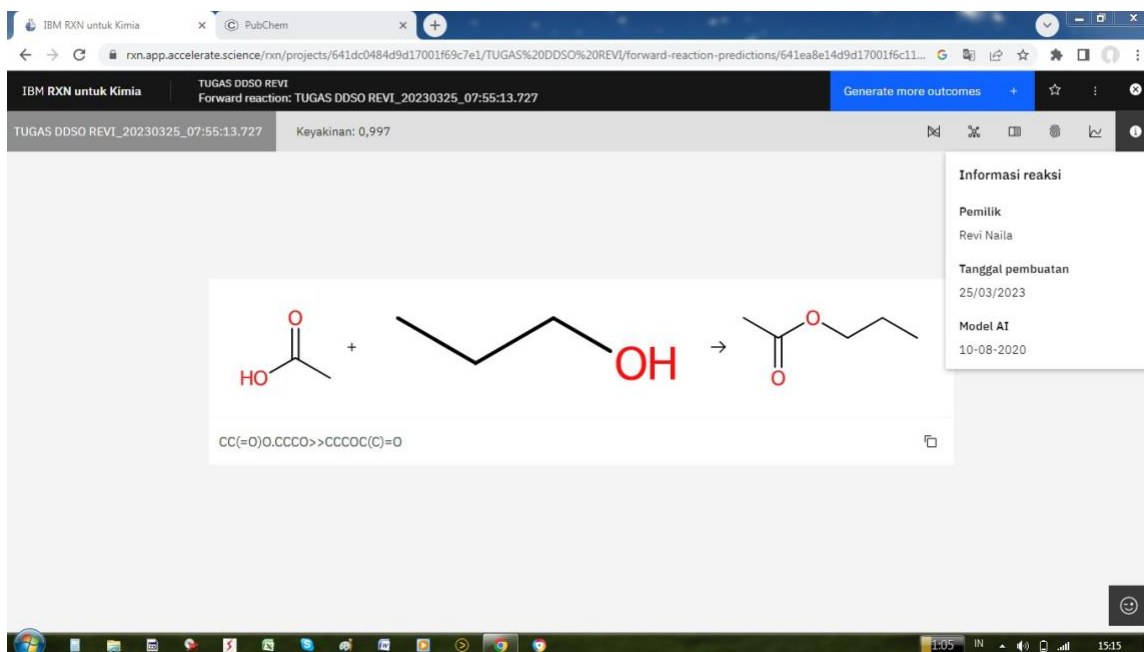 IBM RXN untuk Kimia
PubChem
rxn.app.accelerate.science/rxn/projects/641dc0484d9d17001f69c7e1/TUGAS%20DDSO%20REVI/forward-reaction-predictions/641ea8e14d9d17001f6c11...
IBM RXN untuk Kimia
TUGAS DDSO REVI
Forward reaction: TUGAS DDSO REVI_20230325_07:55:13.727
Generate more outcomes +
TUGAS DDSO REVI_20230325_07:55:13.727
Keyakinan: 0,997
Informasi reaksi
Pemilik
Revi Naila
Tanggal pembuatan
25/03/2023
Model AI
10-08-2020
O
HO
+
OH
→
O
O
CC(=O)O.CCCO>>CCCOC(C)=O
1:05
IN
15:15